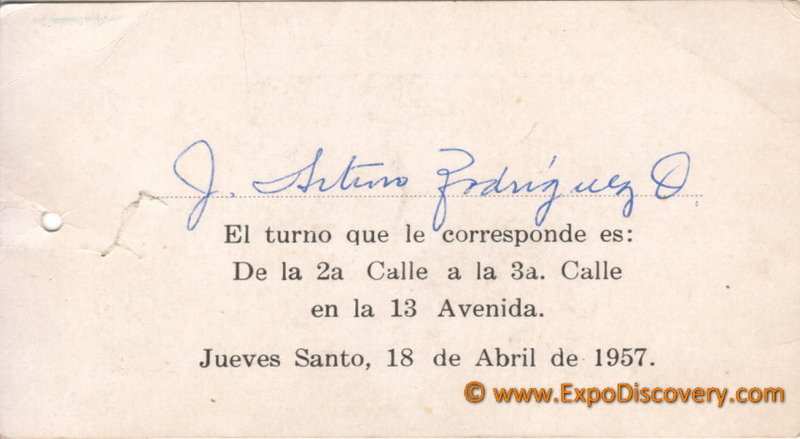 J. Arturo Rodríguez O.
El turno que le corresponde es:
De la 2a Calle a la 3a. Calle
en la 13 Avenida.
Jueves Santo, 18 de Abril de 1957.
© www.ExpoDiscovery.com